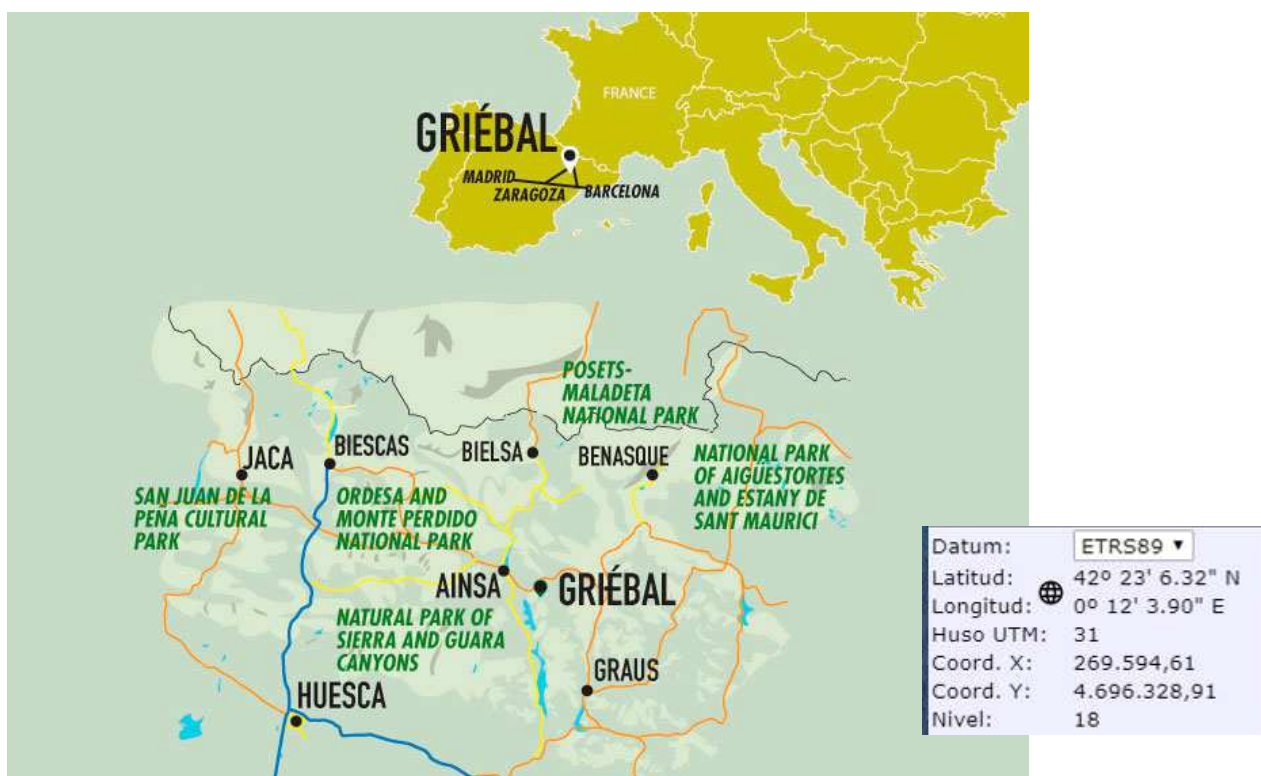 FRANCE
GRIÉBAL
MADRID
ZARAGOZA
BARCELONA
POSETS-
MALADETA
NATIONAL PARK
JACA
BIESCAS
BIELSA
BENASQUE
NATIONAL PARK
OF AIGÜESTORTES
AND ESTANY DE
SANT MAURICI
SAN JUAN DE LA
PEÑA CULTURAL
PARK
ORDESA AND
MONTE PERDIDO
NATIONAL PARK
AINSA
GRIÉBAL
NATURAL PARK OF
SIERRA AND GUARA
CANYONS
GRAUS
HUESCA
Datum: ETRS89 ▼
Latitud: 42º 23' 6.32" N
Longitud: 0º 12' 3.90" E
Huso UTM: 31
Coord. X: 269.594,61
Coord. Y: 4.696.328,91
Nivel: 18